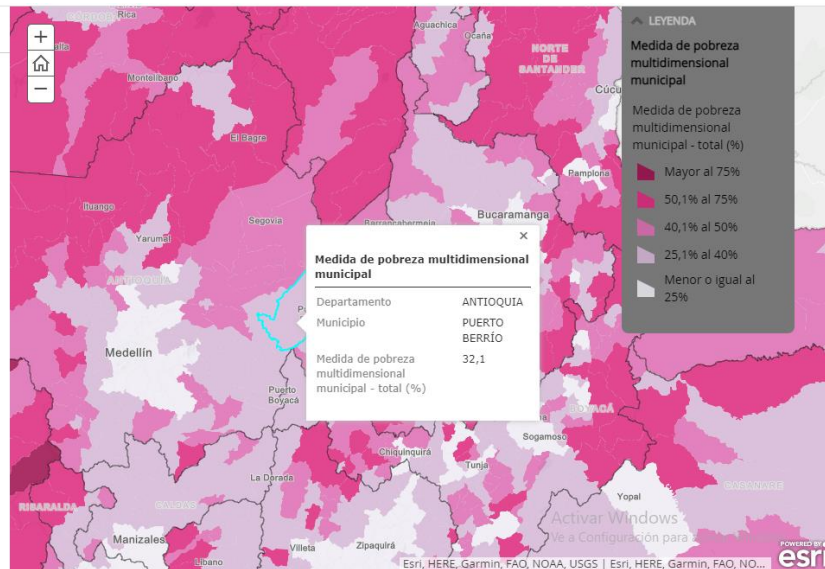 Rica
Aguachica
Ocaña
NORTE
DE
SANTANDER
Montelíbano
El Bagre
Pamplona
Ituango
Segovia
Barrancabermeja
Bucaramanga
Yarumal
ANTIOQUIA
Medellín
Puerto
Boyacá
BOYACÁ
Sogamoso
Chiquinquirá
Tunja
La Dorada
CASANARE
Yopal
RISARALDA
CALDAS
Manizales
Líbano
Villeta
Zipaquirá
+
−
LEYENDA
Medida de pobreza
multidimensional
municipal
Medida de pobreza
multidimensional
municipal - total (%)
Mayor al 75%
50,1% al 75%
40,1% al 50%
25,1% al 40%
Menor o igual al
25%
×
Medida de pobreza multidimensional
municipal
Departamento ANTIOQUIA
Municipio PUERTO
BERRÍO
Medida de pobreza 32,1
multidimensional
municipal - total (%)
Activar Windows
Ve a Configuración para
POWERED BY
esri
Esri, HERE, Garmin, FAO, NOAA, USGS | Esri, HERE, Garmin, FAO, NO...